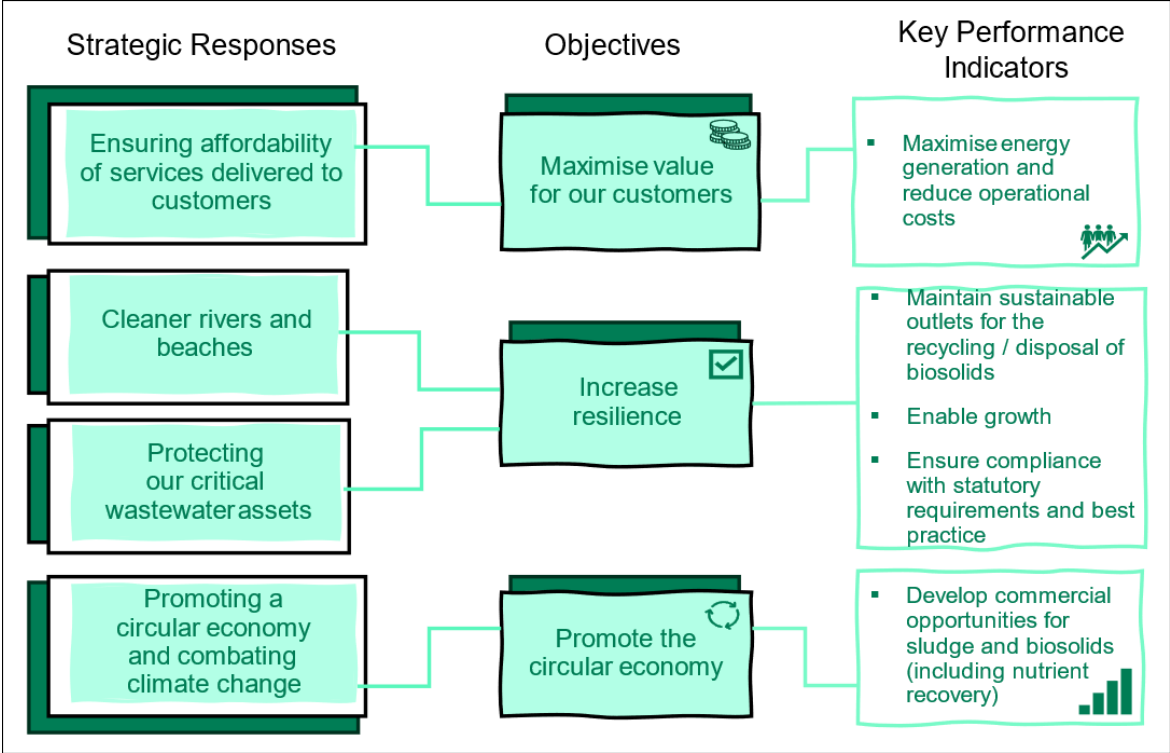 Strategic Responses
Objectives
Key Performance
Indicators
Ensuring affordability
of services delivered to
customers
Maximise value
for our customers
▪ Maximise energy
generation and
reduce operational
costs
Cleaner rivers and
beaches
Protecting
our critical
wastewater assets
Increase
resilience
▪ Maintain sustainable
outlets for the
recycling / disposal of
biosolids
▪ Enable growth
▪ Ensure compliance
with statutory
requirements and best
practice
Promoting a
circular economy
and combating
climate change
Promote the
circular economy
▪ Develop commercial
opportunities for
sludge and biosolids
(including nutrient
recovery)